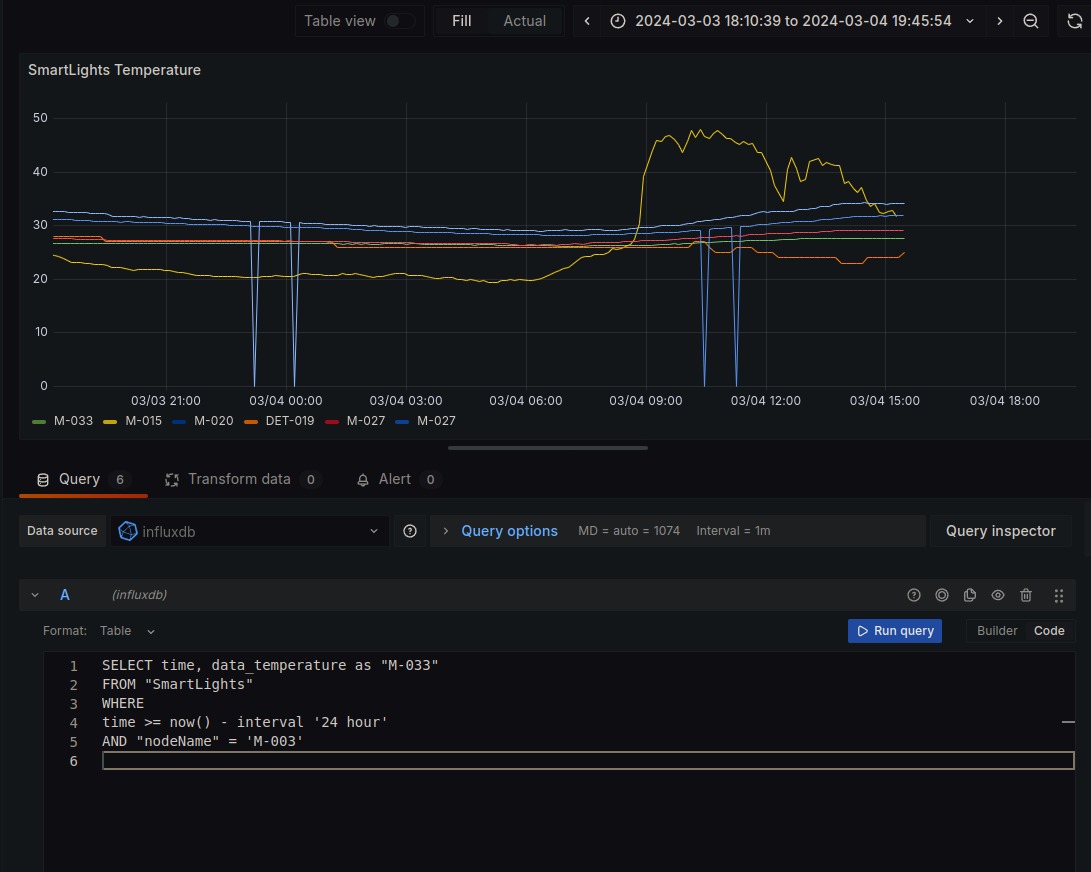 Table view Fill Actual 2024-03-03 18:10:39 to 2024-03-04 19:45:54
SmartLights Temperature
50
40
30
20
10
0
03/03 21:00 03/04 00:00 03/04 03:00 03/04 06:00 03/04 09:00 03/04 12:00 03/04 15:00 03/04 18:00
M-033 M-015 M-020 DET-019 M-027 M-027
Query 6 Transform data 0 Alert 0
Data source influxdb Query options MD = auto = 1074 Interval = 1m Query inspector
A (influxdb)
Format: Table Run query Builder Code
1 SELECT time, data_temperature as "M-033"
2 FROM "SmartLights"
3 WHERE
4 time >= now() - interval '24 hour'
5 AND "nodeName" = 'M-003'
6